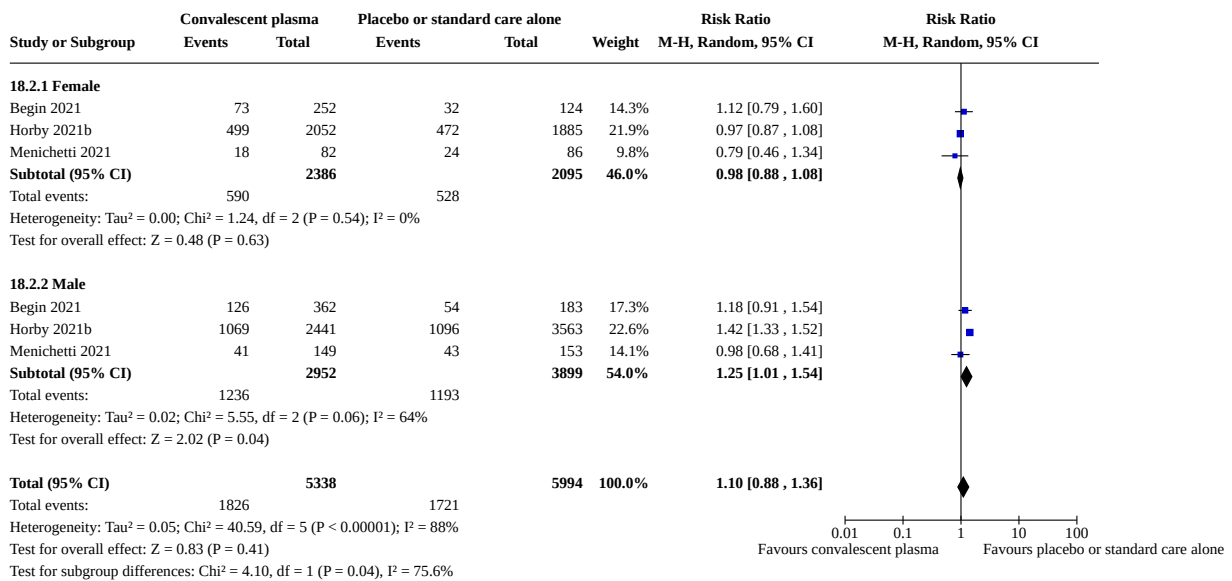 Convalescent plasma Placebo or standard care alone Risk Ratio Risk Ratio
Study or Subgroup Events Total Events Total Weight M-H, Random, 95% CI M-H, Random, 95% CI
18.2.1 Female
Begin 2021 73 252 32 124 14.3% 1.12 [0.79 , 1.60]
Horby 2021b 499 2052 472 1885 21.9% 0.97 [0.87 , 1.08]
Menichetti 2021 18 82 24 86 9.8% 0.79 [0.46 , 1.34]
Subtotal (95% CI) 2386 2095 46.0% 0.98 [0.88 , 1.08]
Total events: 590 528
Heterogeneity: Tau² = 0.00; Chi² = 1.24, df = 2 (P = 0.54); I² = 0%
Test for overall effect: Z = 0.48 (P = 0.63)
18.2.2 Male
Begin 2021 126 362 54 183 17.3% 1.18 [0.91 , 1.54]
Horby 2021b 1069 2441 1096 3563 22.6% 1.42 [1.33 , 1.52]
Menichetti 2021 41 149 43 153 14.1% 0.98 [0.68 , 1.41]
Subtotal (95% CI) 2952 3899 54.0% 1.25 [1.01 , 1.54]
Total events: 1236 1193
Heterogeneity: Tau² = 0.02; Chi² = 5.55, df = 2 (P = 0.06); I² = 64%
Test for overall effect: Z = 2.02 (P = 0.04)
Total (95% CI) 5338 5994 100.0% 1.10 [0.88 , 1.36]
Total events: 1826 1721
Heterogeneity: Tau² = 0.05; Chi² = 40.59, df = 5 (P < 0.00001); I² = 88%
0.01 0.1 1 10 100
Test for overall effect: Z = 0.83 (P = 0.41) Favours convalescent plasma Favours placebo or standard care alone
Test for subgroup differences: Chi² = 4.10, df = 1 (P = 0.04), I² = 75.6%